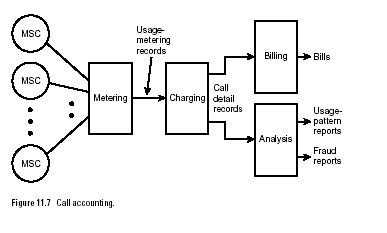 MSC
MSC
MSC
Metering
Usage-
metering
records
Charging
Call
detail
records
Billing
Bills
Analysis
Usage-
pattern
reports
Fraud
reports
Figure 11.7 Call accounting.